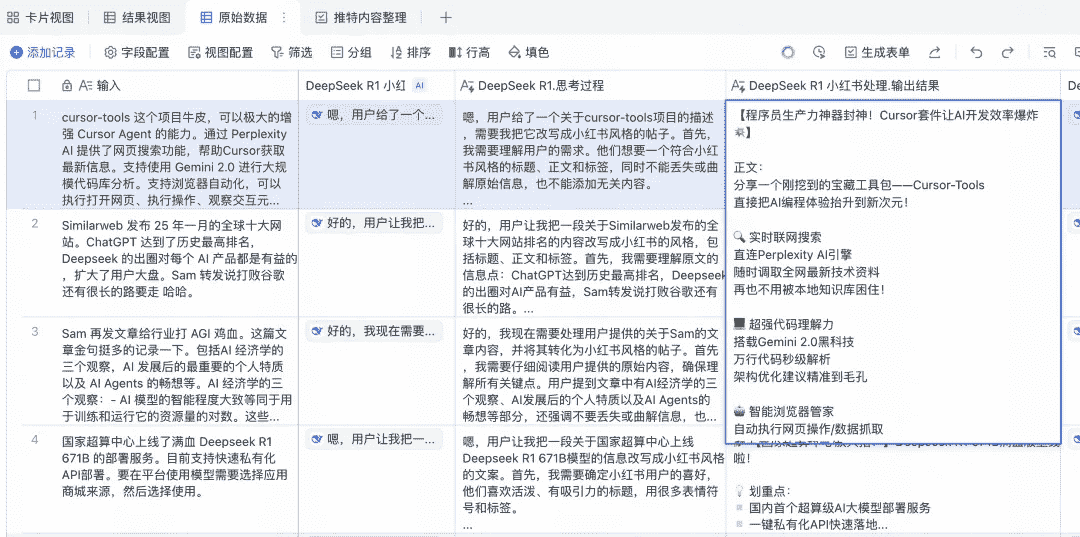 卡片视图
结果视图
原始数据
推特内容整理
添加记录
字段配置
视图配置
筛选
分组
排序
行高
填色
生成表单
输入
DeepSeek R1 小红
AI
DeepSeek R1.思考过程
DeepSeek R1 小红书处理.输出结果
1
cursor-tools 这个项目牛皮，可以极大的增
强 Cursor Agent 的能力。通过 Perplexity
AI 提供了网页搜索功能，帮助Cursor获取
最新信息。支持使用 Gemini 2.0 进行大规
模代码库分析。支持浏览器自动化，可以
执行打开网页、执行操作、观察交互元...
嗯，用户给了一个...
嗯，用户给了一个关于cursor-tools项目的描述
，需要我把它改写成小红书风格的帖子。首先，
我需要理解用户的需求。他们想要一个符合小红
书风格的标题、正文和标签，同时不能丢失或曲
解原始信息，也不能添加无关内容。
...
【程序员生产力神器封神！Cursor套件让AI开发效率爆炸
💥】
正文：
分享一个刚挖到的宝藏工具包——Cursor-Tools
直接把AI编程体验抬升到新次元！
🔍 实时联网搜索
直连Perplexity AI引擎
随时调取全网最新技术资料
再也不用被本地知识库困住！
💻 超强代码理解力
搭载Gemini 2.0黑科技
万行代码秒级解析
架构优化建议精准到毛孔
🤖 智能浏览器管家
自动执行网页操作/数据抓取
2
Similarweb 发布 25 年一月的全球十大网
站。ChatGPT 达到了历史最高排名，
Deepseek 的出圈对每个 AI 产品都是有益的
，扩大了用户大盘。Sam 转发说打败谷歌
还有很长的路要走 哈哈。
好的，用户让我把...
好的，用户让我把一段关于Similarweb发布的全
球十大网站排名的内容改写成小红书的风格，包
括标题、正文和标签。首先，我需要理解原文的
信息点：ChatGPT达到历史最高排名，Deepseek
的出圈对AI产品有益，Sam转发说打败谷歌还有
很长的路。...
3
Sam 再发文章给行业打 AGI 鸡血。这篇文
章金句挺多的记录一下。包括AI 经济学的
三个观察，AI 发展后的最重要的个人特质
以及 AI Agents 的畅想等。AI 经济学的三
个观察：- AI 模型的智能程度大致等同于用
于训练和运行它的资源量的对数。这些...
好的，我现在需要...
好的，我现在需要处理用户提供的关于Sam的文
章内容，并将其转化为小红书风格的帖子。首先
，我需要仔细阅读用户提供的原始内容，确保理
解所有关键点。用户提到文章中有AI经济学的三
个观察、AI发展后的个人特质以及AI Agents的
畅想等部分，还强调不要丢失或曲解信息，也...
4
国家超算中心上线了满血 Deepseek R1
671B 的部署服务。目前支持快速私有化
API部署。要在平台使用模型需要选择应用
商城来源，然后选择使用。
嗯，用户让我把一...
嗯，用户让我把一段关于国家超算中心上线
Deepseek R1 671B模型的信息改写成小红书风格
的文案。首先，我需要确定小红书用户的喜好，
他们喜欢活泼、有吸引力的标题，用很多表情符
号和标签。
...
啦！
💡 划重点：
国内首个超算级AI大模型部署服务
一键私有化API快速落地...